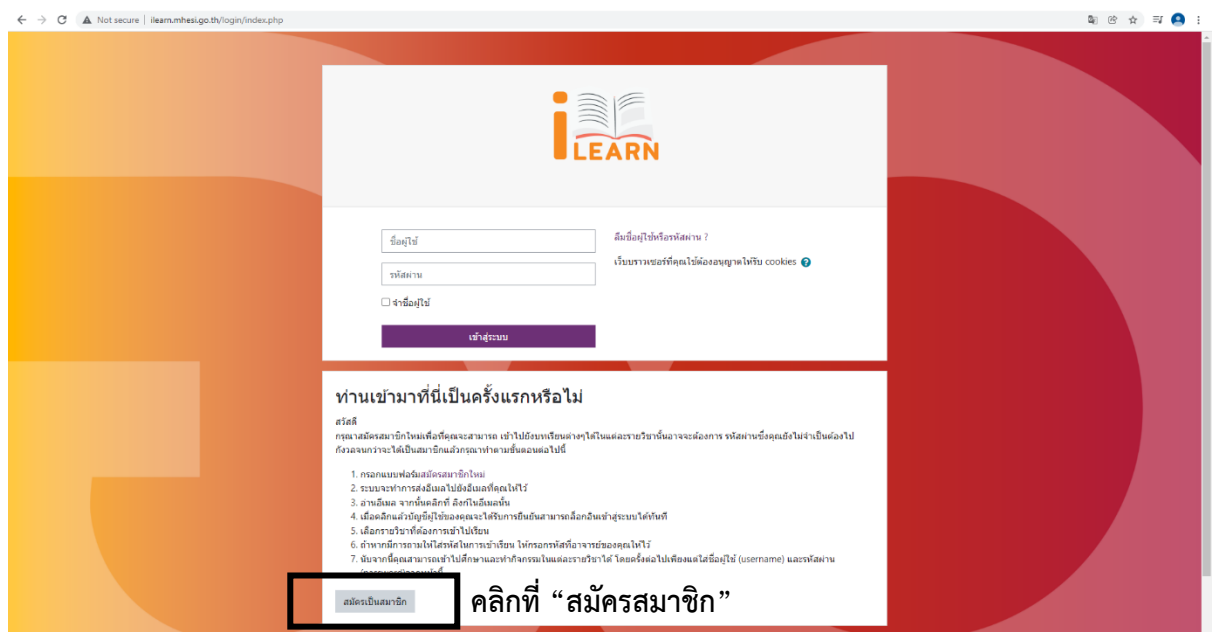 Not secure | ilearn.mhesi.go.th/login/index.php
i LEARN
ชื่อผู้ใช้
รหัสผ่าน
จำชื่อผู้ใช้
เข้าสู่ระบบ
ลืมชื่อผู้ใช้หรือรหัสผ่าน ?
เว็บบราวเซอร์ที่คุณใช้ต้องอนุญาตให้รับ cookies
ท่านเข้ามาที่นี่เป็นครั้งแรกหรือไม่
สวัสดี
กรุณาสมัครสมาชิกใหม่เพื่อที่คุณจะสามารถ เข้าไปยังบทเรียนต่างๆได้ในแต่ละรายวิชานั้นอาจจะต้องการ รหัสผ่านซึ่งคุณยังไม่จำเป็นต้องไป
กังวลจนกว่าจะได้เป็นสมาชิกแล้วกรุณาทำตามขั้นตอนต่อไปนี้
1. กรอกแบบฟอร์มสมัครสมาชิกใหม่
2. ระบบจะทำการส่งอีเมลไปยังอีเมลที่คุณให้ไว้
3. อ่านอีเมล จากนั้นคลิกที่ ลิงก์ในอีเมลนั้น
4. เมื่อคลิกแล้วบัญชีผู้ใช้ของคุณจะได้รับการยืนยันสามารถล็อกอินเข้าสู่ระบบได้ทันที
5. เลือกรายวิชาที่ต้องการเข้าไปเรียน
6. ถ้าหากมีการถามให้ใส่รหัสในการเข้าเรียน ให้กรอกรหัสที่อาจารย์ของคุณให้ไว้
7. นับจากนี้คุณสามารถเข้าไปศึกษาและทำกิจกรรมในแต่ละรายวิชาได้ โดยครั้งต่อไปเพียงแต่ใส่ชื่อผู้ใช้ (username) และรหัสผ่าน
สมัครเป็นสมาชิก
คลิกที่ “สมัครสมาชิก”